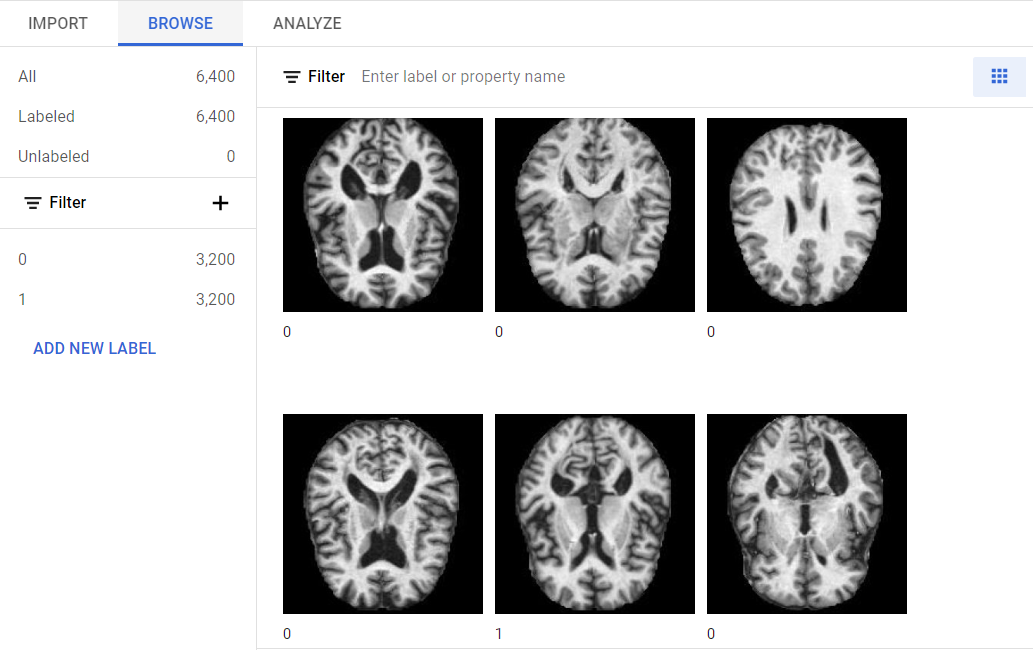 IMPORT BROWSE ANALYZE
All 6,400
Labeled 6,400
Unlabeled 0
Filter
0 3,200
1 3,200
ADD NEW LABEL
Filter Enter label or property name
0 0 0
0 1 0